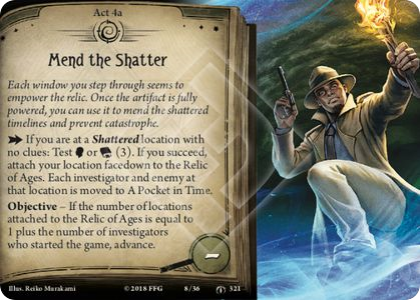 Act 4a
Mend the Shatter
Each window you step through seems to
empower the relic. Once the artifact is fully
powered, you can use it to mend the shattered
timelines and prevent catastrophe.
If you are at a Shattered location with
no clues: Test or (3). If you succeed,
attach your location facedown to the Relic
of Ages. Each investigator and enemy at
that location is moved to A Pocket in Time.
Objective – If the number of locations
attached to the Relic of Ages is equal to
1 plus the number of investigators
who started the game, advance.
–
Illus. Reiko Murakami
©2018 FFG
8/36
321